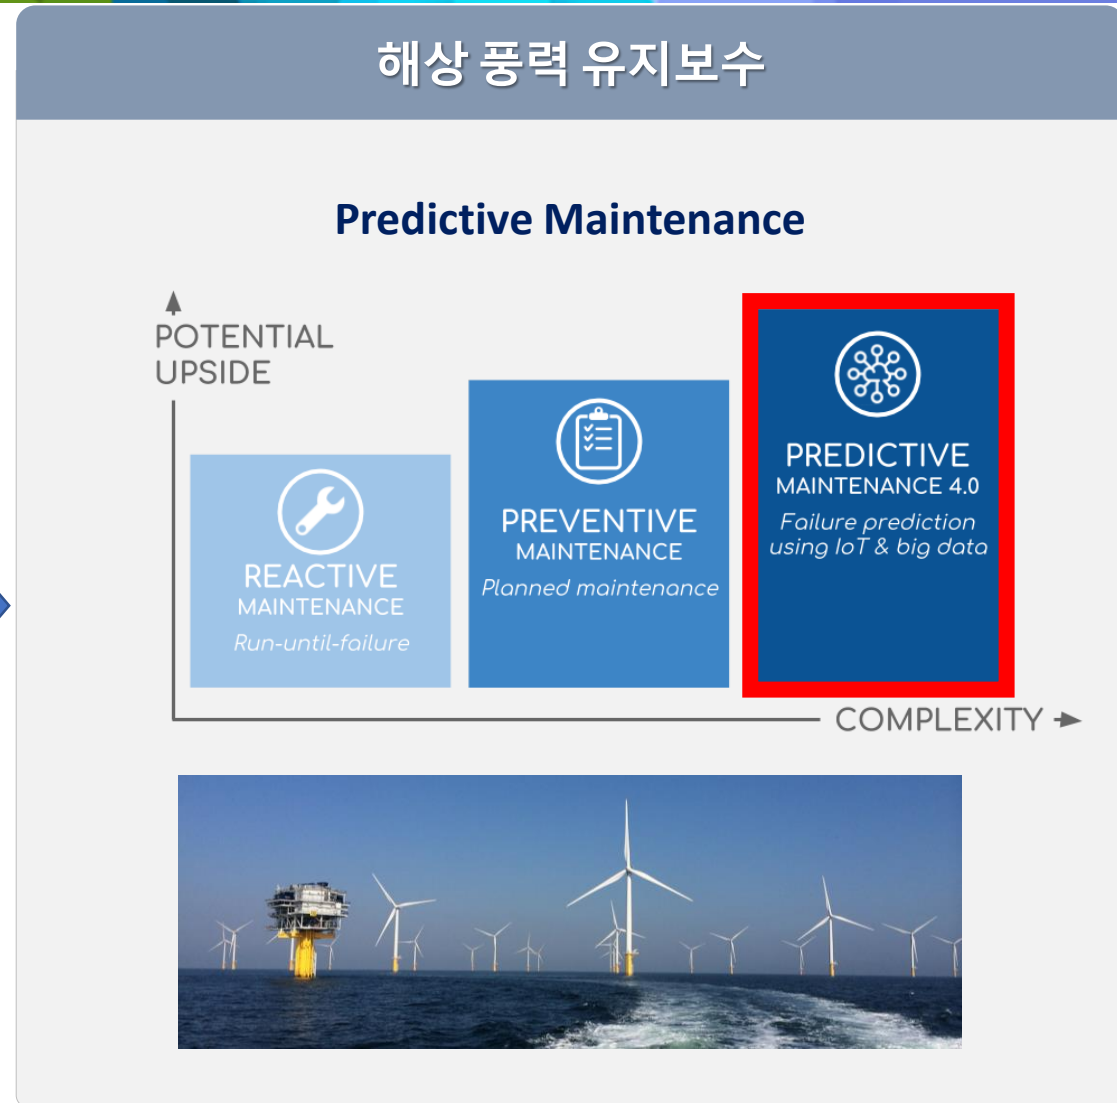 해상 풍력 유지보수
Predictive Maintenance
POTENTIAL
UPSIDE
REACTIVE
MAINTENANCE
Run-until-failure
PREVENTIVE
MAINTENANCE
Planned maintenance
PREDICTIVE
MAINTENANCE 4.0
Failure prediction
using IoT & big data
COMPLEXITY